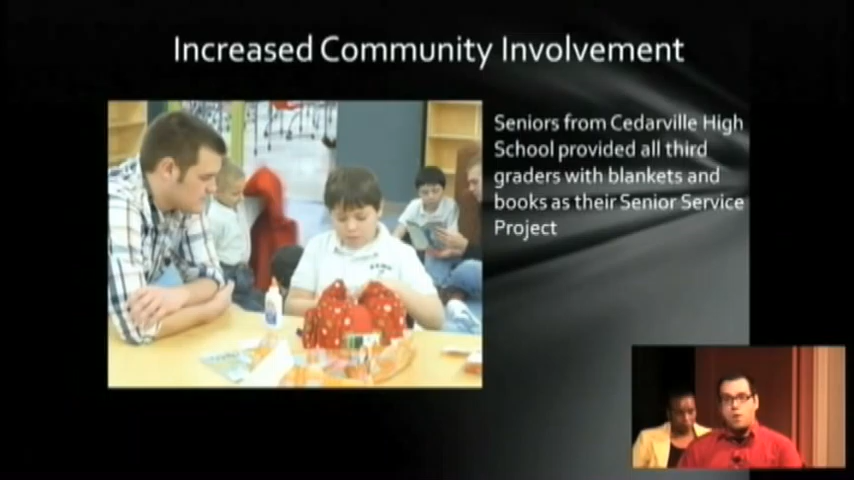 Increased Community Involvement
Seniors from Cedarville High
School provided all third
graders with blankets and
books as their Senior Service
Project